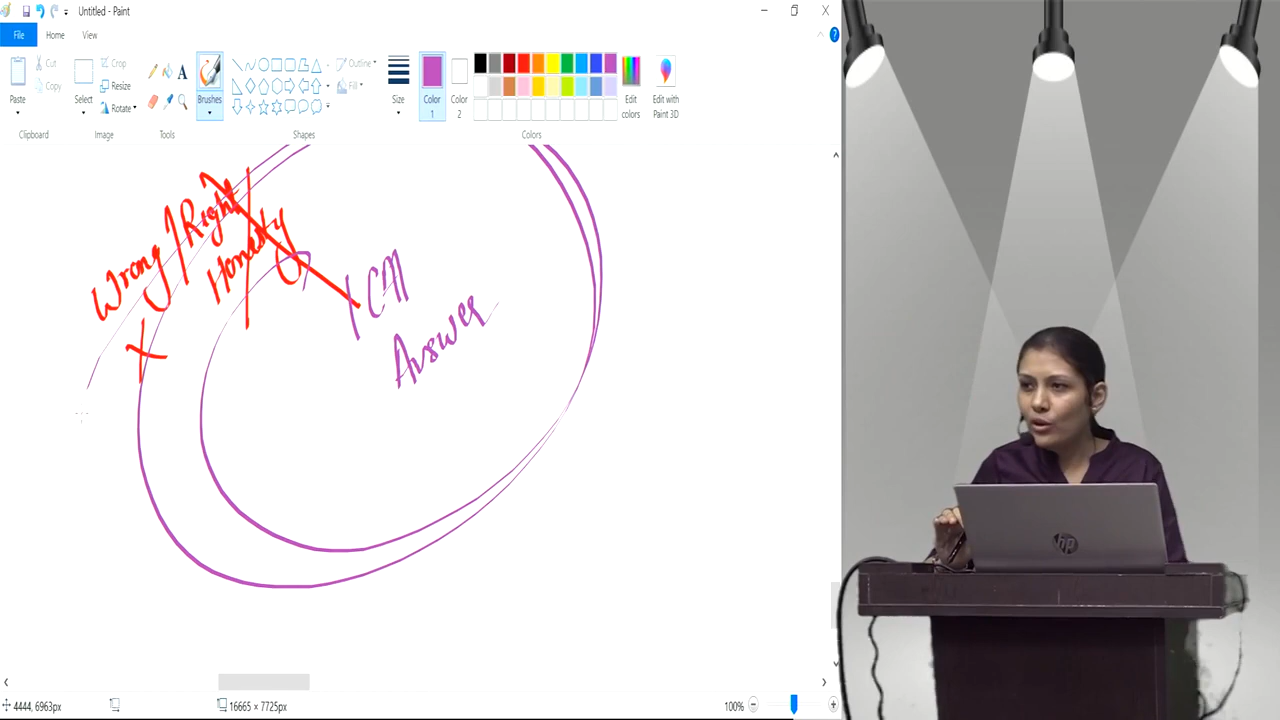 Untitled - Paint
File
Home
View
Paste
Cut
Copy
Clipboard
Select
Crop
Resize
Rotate
Image
Tools
Brushes
Shapes
Outline
Fill
Size
Color 1
Color 2
Edit colors
Edit with Paint 3D
Colors
Wrong/Right
Honesty
X
Answer
4444, 6963px
16665 × 7725px
100%
hp